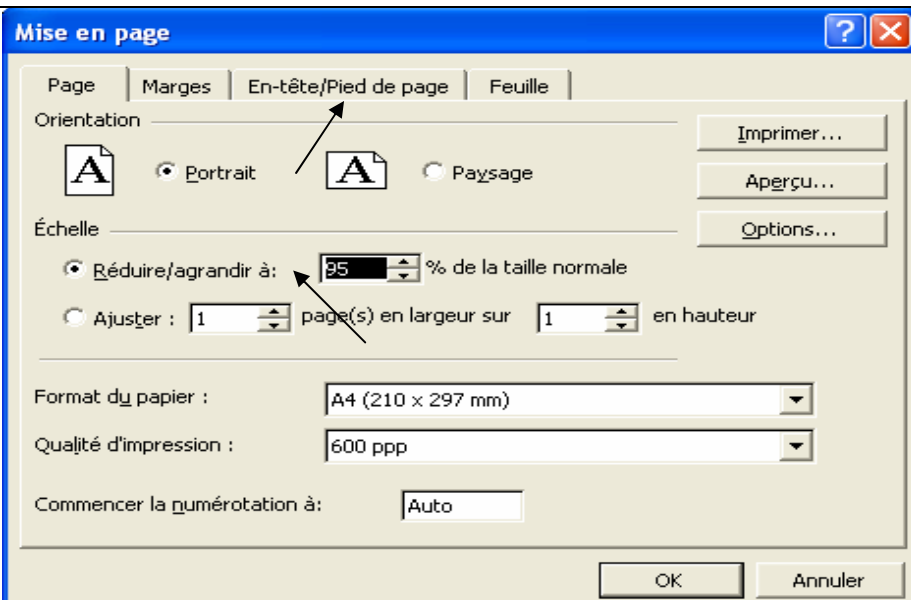 Mise en page
Page Marges En-tête/Pied de page Feuille
Orientation
Imprimer...
A Portrait A Paysage
Aperçu...
Échelle
Options...
Réduire/agrandir à: 95 % de la taille normale
Ajuster : 1 page(s) en largeur sur 1 en hauteur
Format du papier : A4 (210 x 297 mm)
Qualité d'impression : 600 ppp
Commencer la numérotation à: Auto
OK Annuler